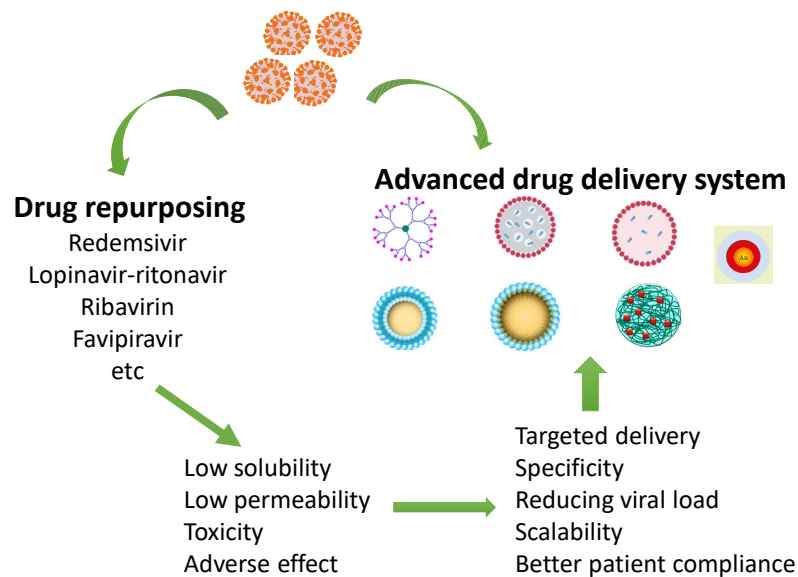 Drug repurposing
Redemsivir
Lopinavir-ritonavir
Ribavirin
Favipiravir
etc
Advanced drug delivery system
Au
Low solubility
Low permeability
Toxicity
Adverse effect
Targeted delivery
Specificity
Reducing viral load
Scalability
Better patient compliance